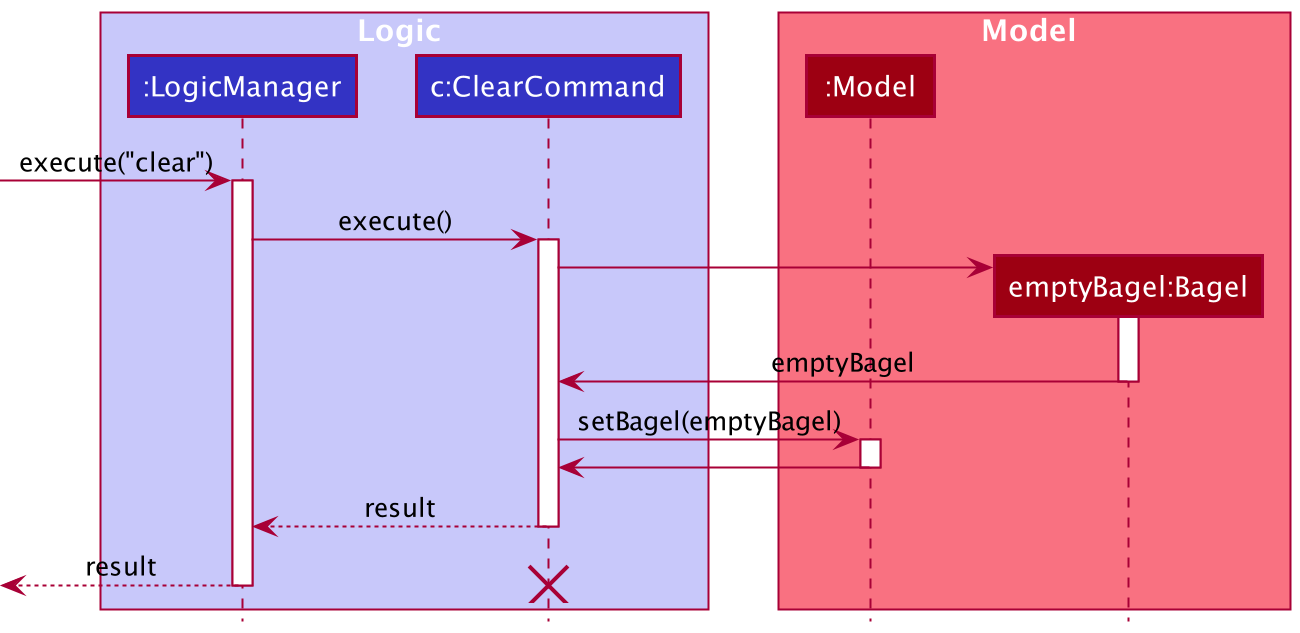 Logic
Model
:LogicManager
c:ClearCommand
:Model
execute("clear")
execute()
emptyBagel:Bagel
emptyBagel
setBagel(emptyBagel)
result
result